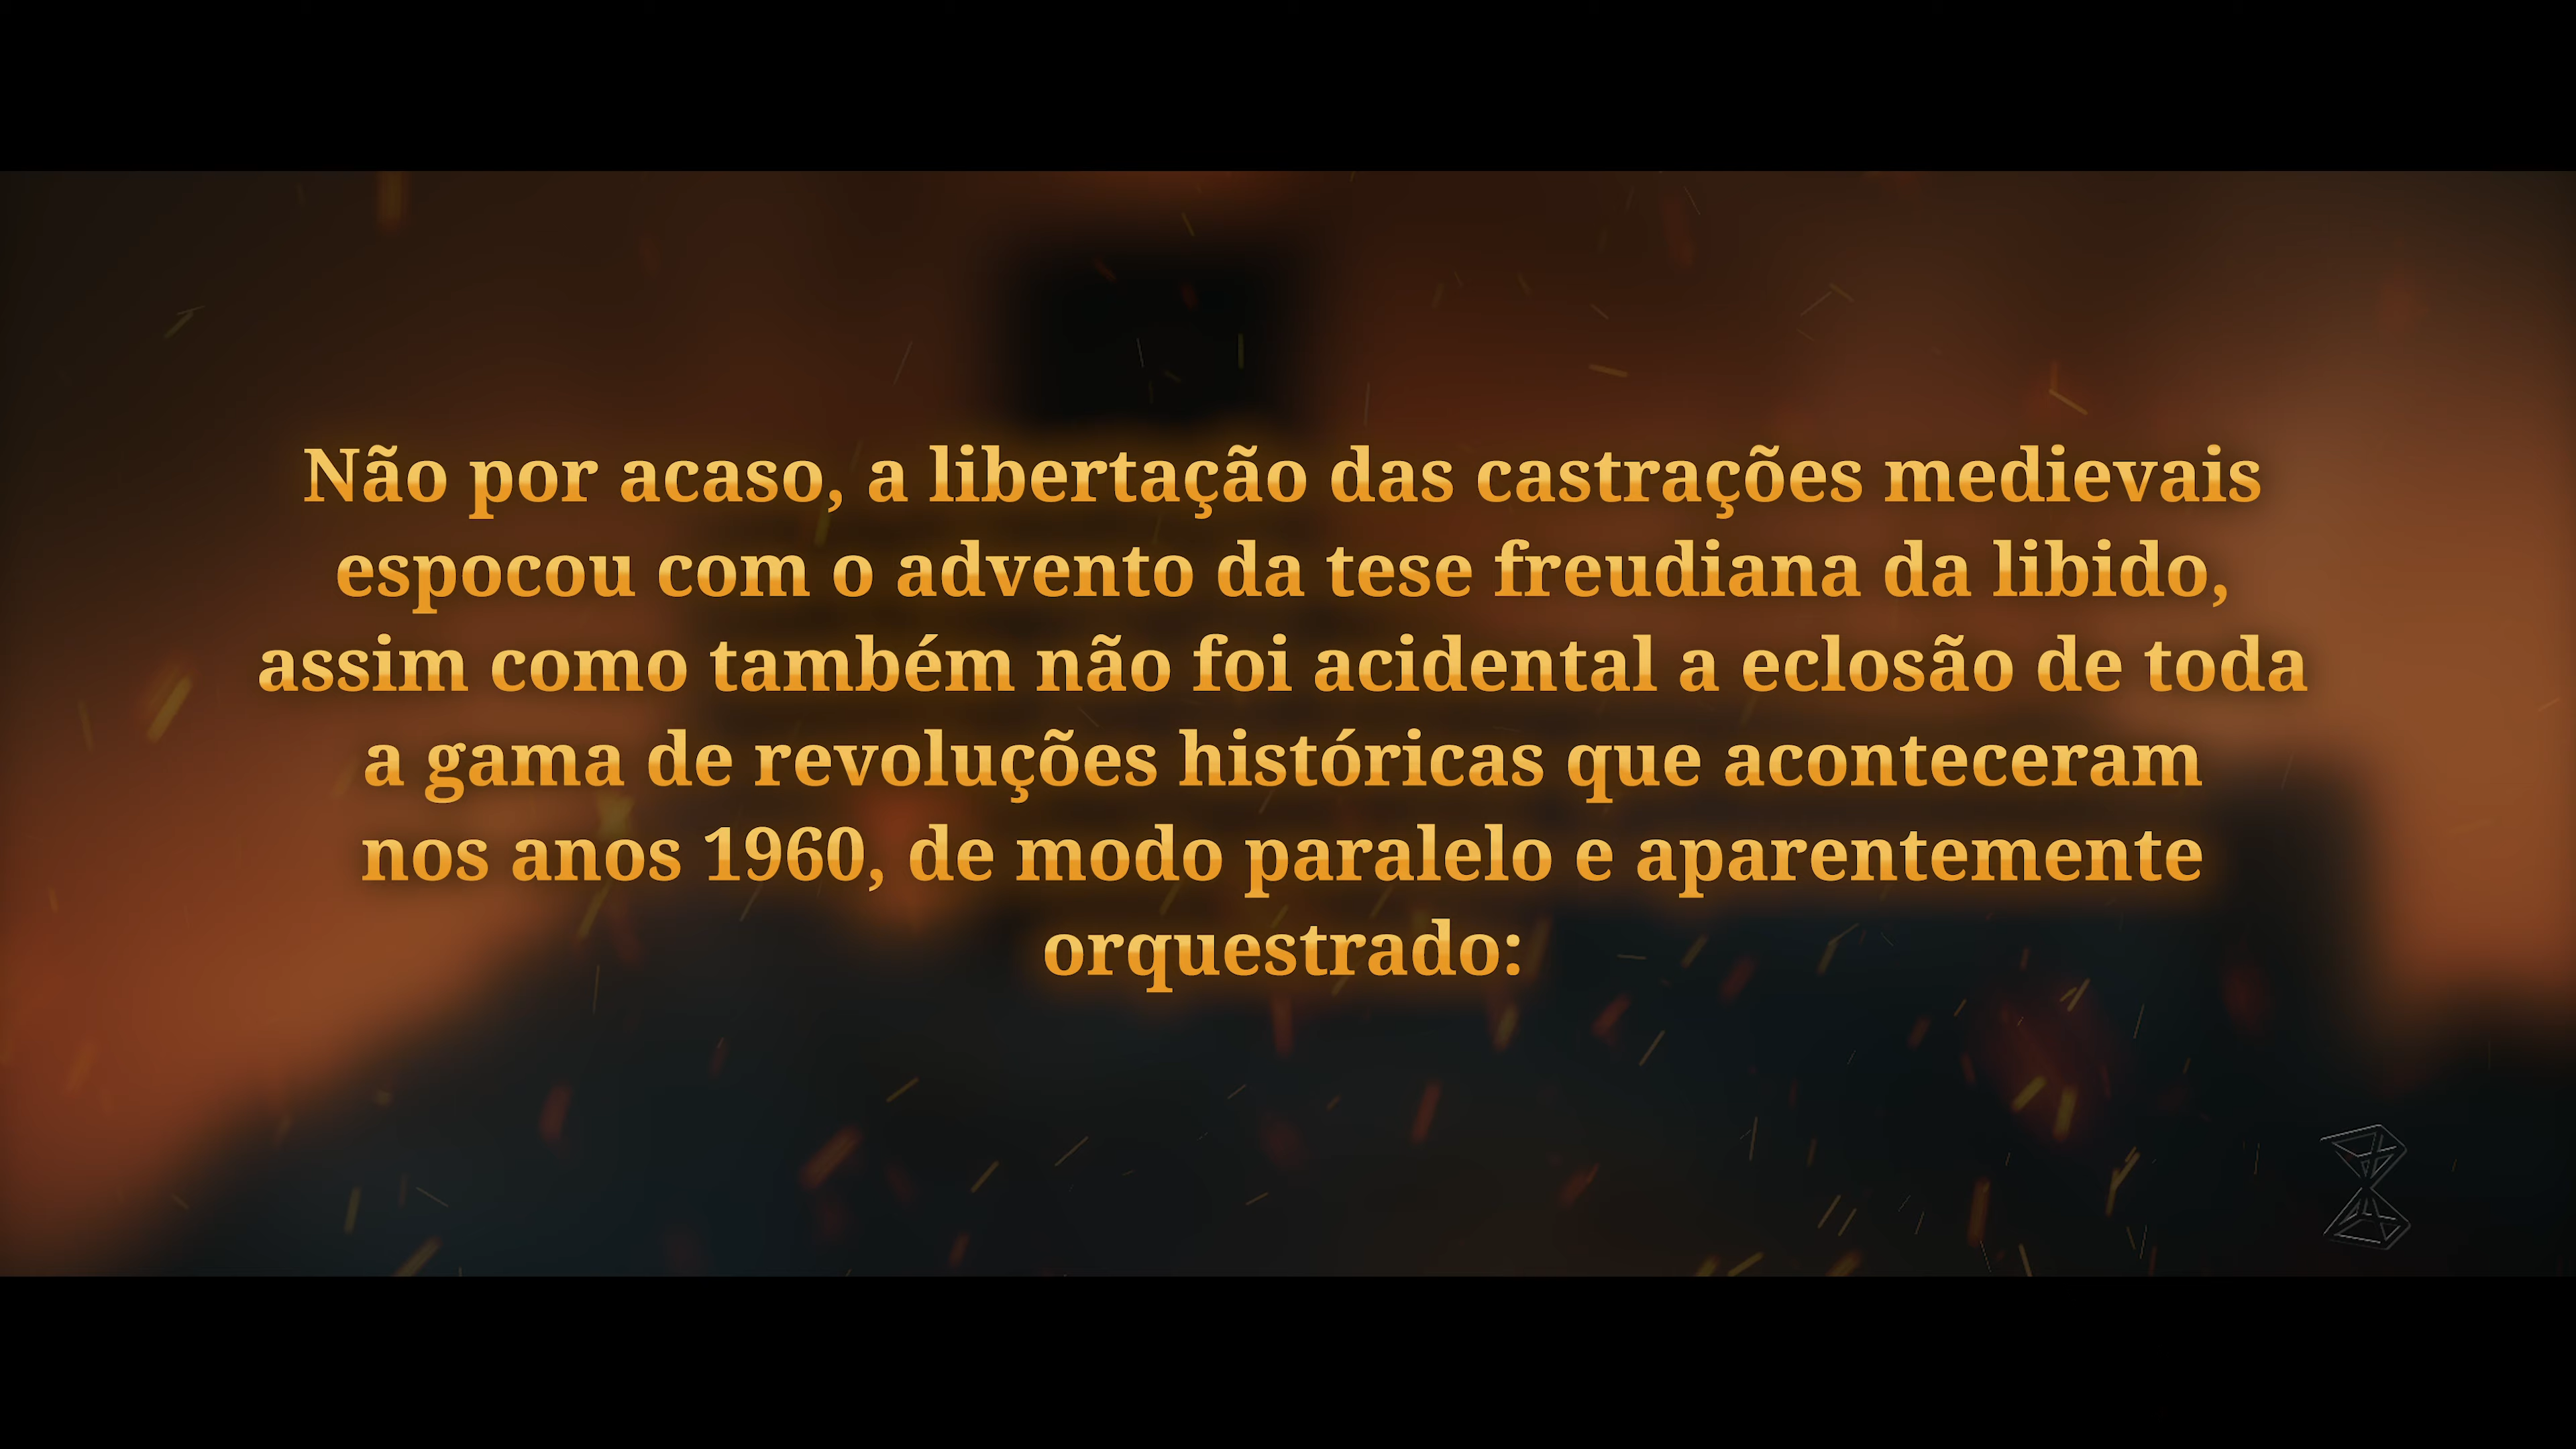 Não por acaso, a libertação das castrações medievais
espocou com o advento da tese freudiana da libido,
assim como também não foi acidental a eclosão de toda
a gama de revoluções históricas que aconteceram
nos anos 1960, de modo paralelo e aparentemente
orquestrado: